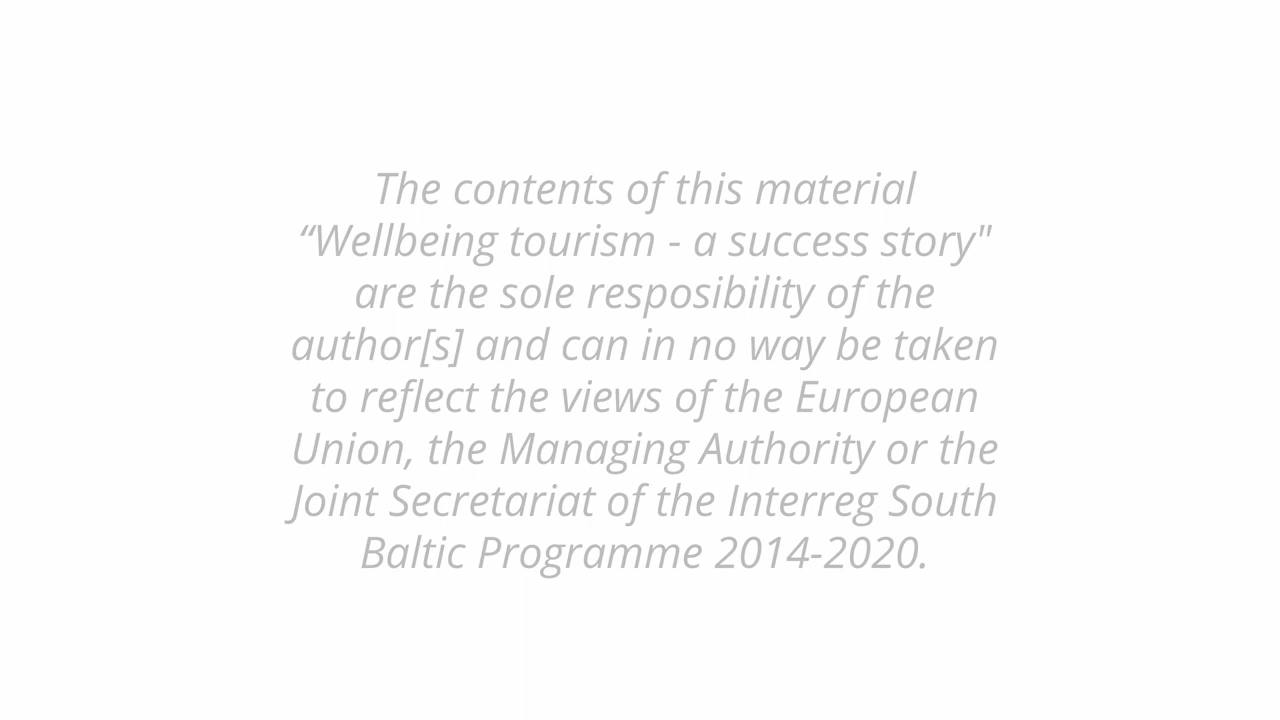 The contents of this material
“Wellbeing tourism - a success story"
are the sole resposibility of the
author[s] and can in no way be taken
to reflect the views of the European
Union, the Managing Authority or the
Joint Secretariat of the Interreg South
Baltic Programme 2014-2020.